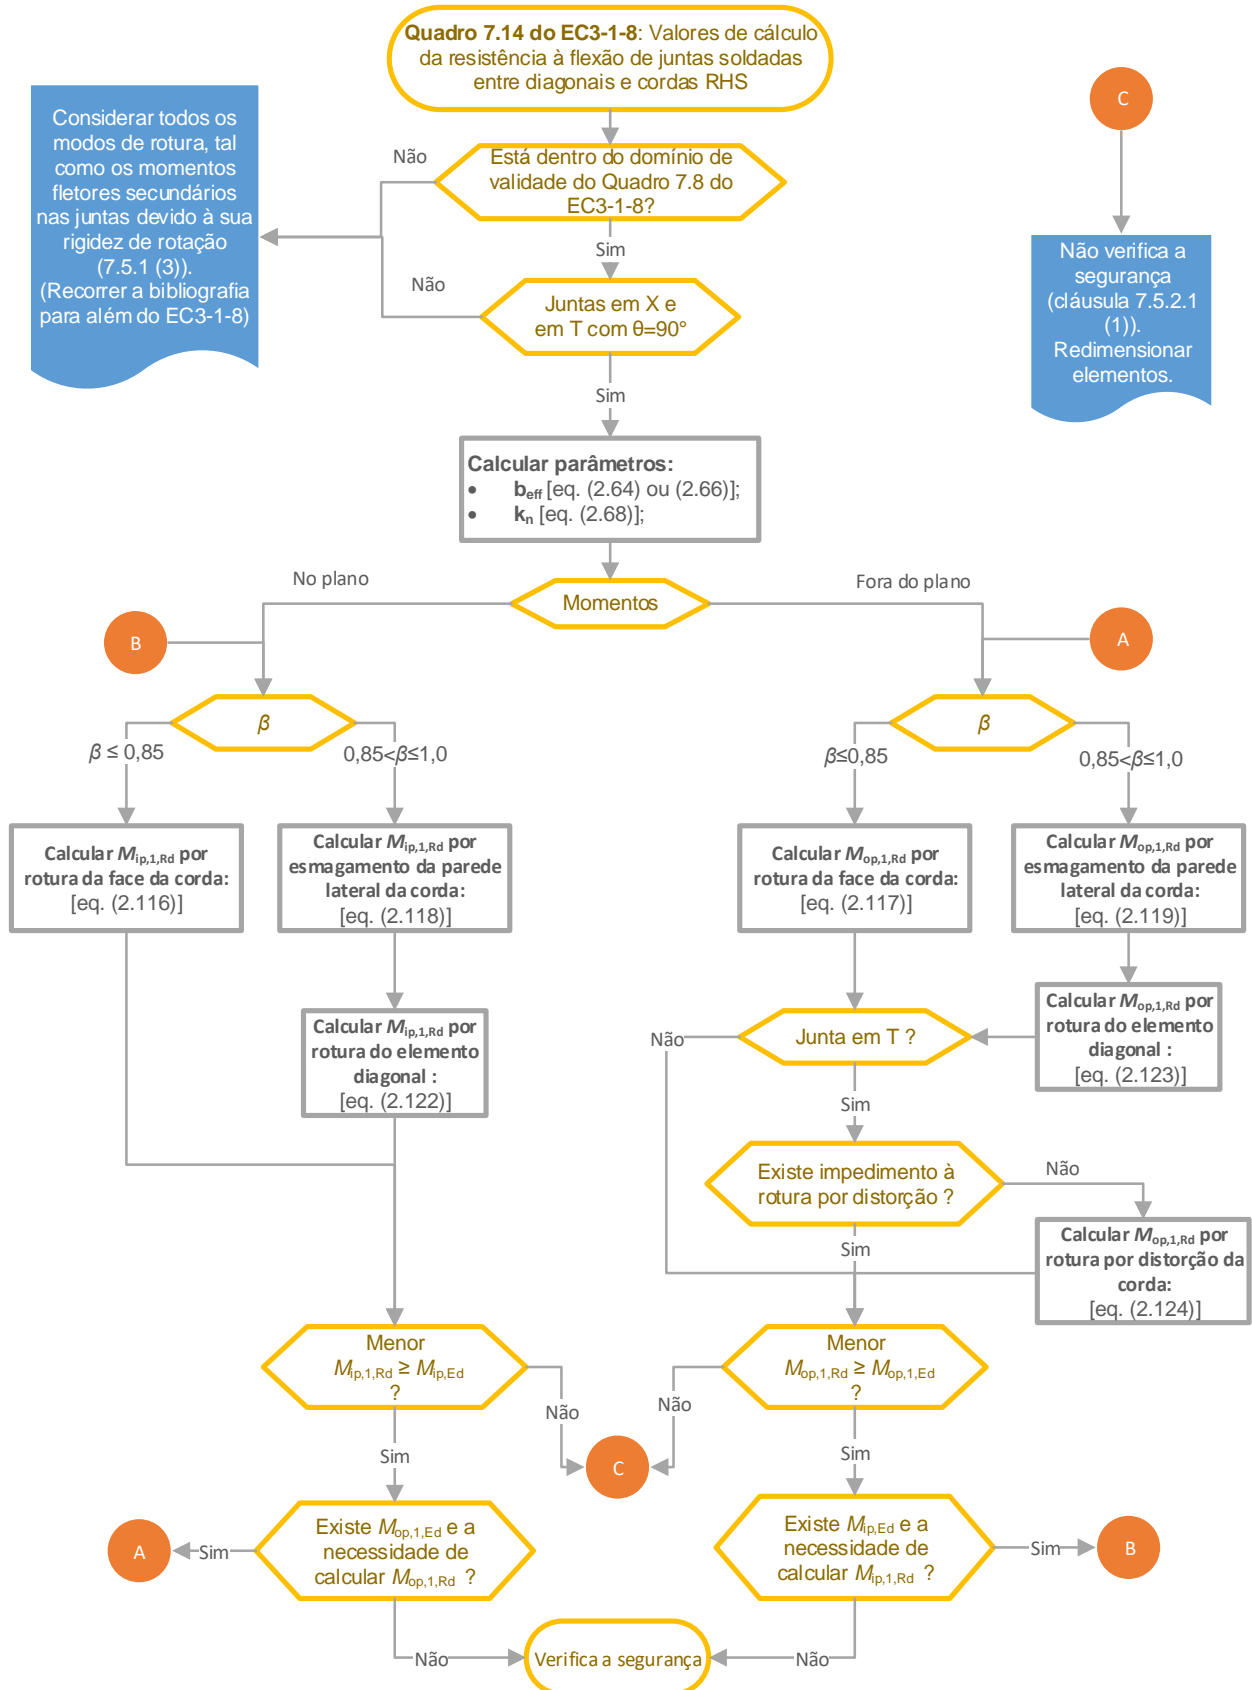 Quadro 7.14 do EC3-1-8: Valores de cálculo
da resistência à flexão de juntas soldadas
entre diagonais e cordas RHS
Considerar todos os
modos de rotura, tal
como os momentos
fletores secundários
nas juntas devido à sua
rigidez de rotação
(7.5.1 (3)).
(Recorrer a bibliografia
para além do EC3-1-8)
C
Não verifica a
segurança
(cláusula 7.5.2.1
(1)).
Redimensionar
elementos.
Não
Está dentro do domínio de
validade do Quadro 7.8 do
EC3-1-8?
Sim
Não
Juntas em X e
em T com θ=90°
Sim
Calcular parâmetros:
• beff [eq. (2.64) ou (2.66)];
• kn [eq. (2.68)];
No plano
Momentos
Fora do plano
B
A
β
β ≤ 0,85
0,85<β≤1,0
β
β≤0,85
0,85<β≤1,0
Calcular Mip,1,Rd por
rotura da face da corda:
[eq. (2.116)]
Calcular Mip,1,Rd por
esmagamento da parede
lateral da corda:
[eq. (2.118)]
Calcular Mop,1,Rd por
rotura da face da corda:
[eq. (2.117)]
Calcular Mop,1,Rd por
esmagamento da parede
lateral da corda:
[eq. (2.119)]
Calcular Mip,1,Rd por
rotura do elemento
diagonal :
[eq. (2.122)]
Não
Junta em T ?
Calcular Mop,1,Rd por
rotura do elemento
diagonal :
[eq. (2.123)]
Sim
Existe impedimento à
rotura por distorção ?
Não
Sim
Calcular Mop,1,Rd por
rotura por distorção da
corda:
[eq. (2.124)]
Menor
Mip,1,Rd ≥ Mip,Ed
?
Não
Sim
Menor
Mop,1,Rd ≥ Mop,1,Ed
?
Não
Sim
C
A
Sim
Existe Mop,1,Ed e a
necessidade de
calcular Mop,1,Rd ?
Existe Mip,Ed e a
necessidade de
calcular Mip,1,Rd ?
Sim
B
Não
Verifica a segurança
Não